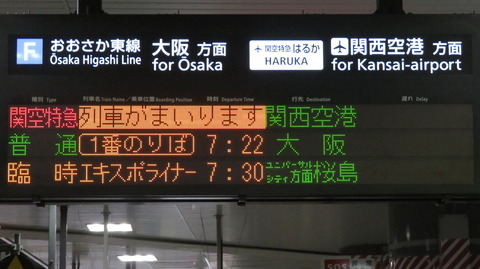 F おおさか東線 大阪 方面 関空特急 はるか 関西空港 方面
Ōsaka Higashi Line for Ōsaka HARUKA for Kansai-airport
種別 Type 列車名 Train Name /乗車位置 Boarding Position 時刻 Departure Time 行先 Destination 遅れ Delay
関空特急 列車がまいります 関西空港
普通 1番のりば 7:22 大阪
臨時 エキスポライナー 7:30 ユニバーサルシティ方面 桜島
SOS